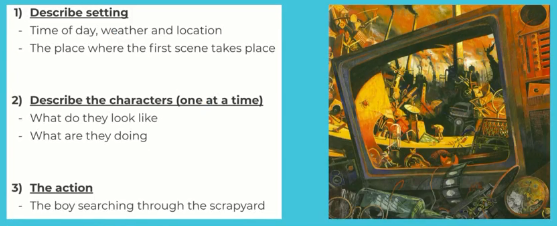 1) Describe setting
- Time of day, weather and location
- The place where the first scene takes place
2) Describe the characters (one at a time)
- What do they look like
- What are they doing
3) The action
- The boy searching through the scrapyard